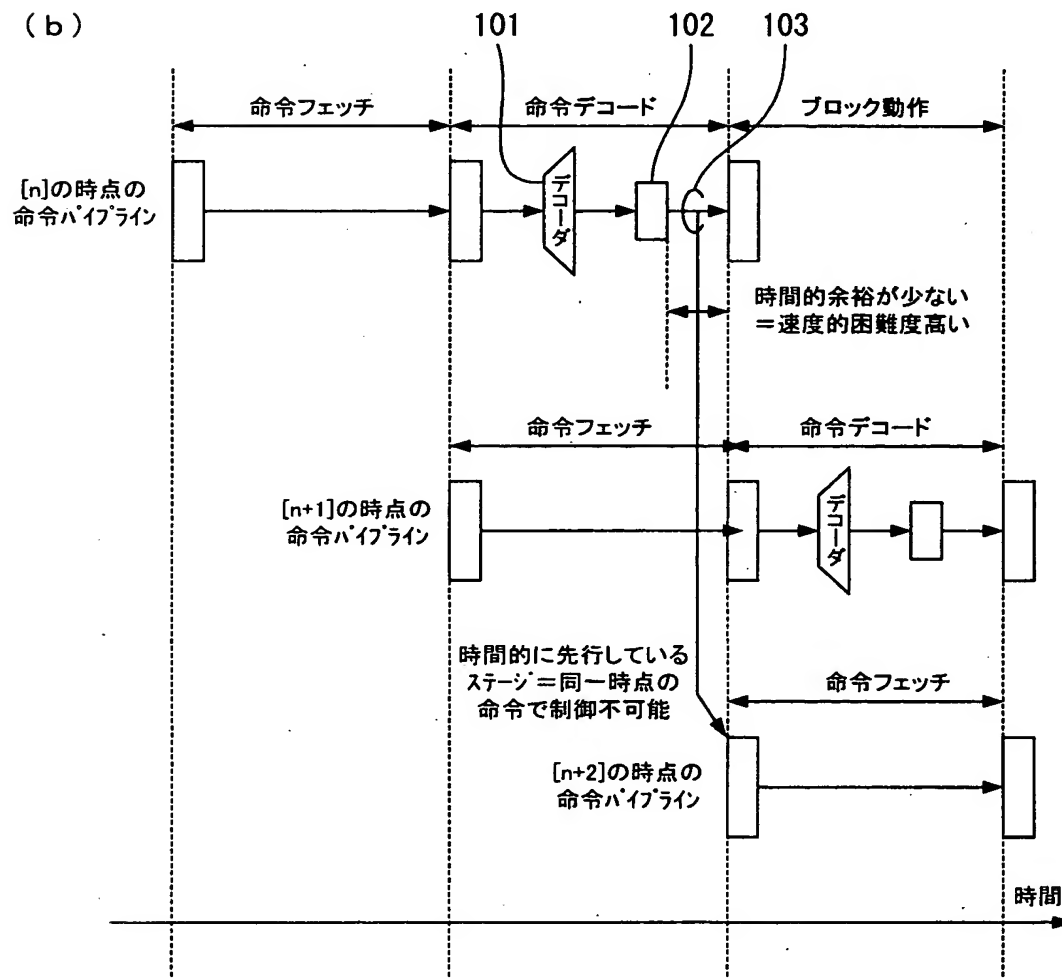 (b)
101
102
103
命令フェッチ
命令デコード
ブロック動作
[n]の時点の
命令パイプライン
デコーダ
時間的余裕が少ない
＝速度的困難度高い
命令フェッチ
命令デコード
[n+1]の時点の
命令パイプライン
デコーダ
時間的に先行している
ステージ＝同一時点の
命令で制御不可能
命令フェッチ
[n+2]の時点の
命令パイプライン
時間